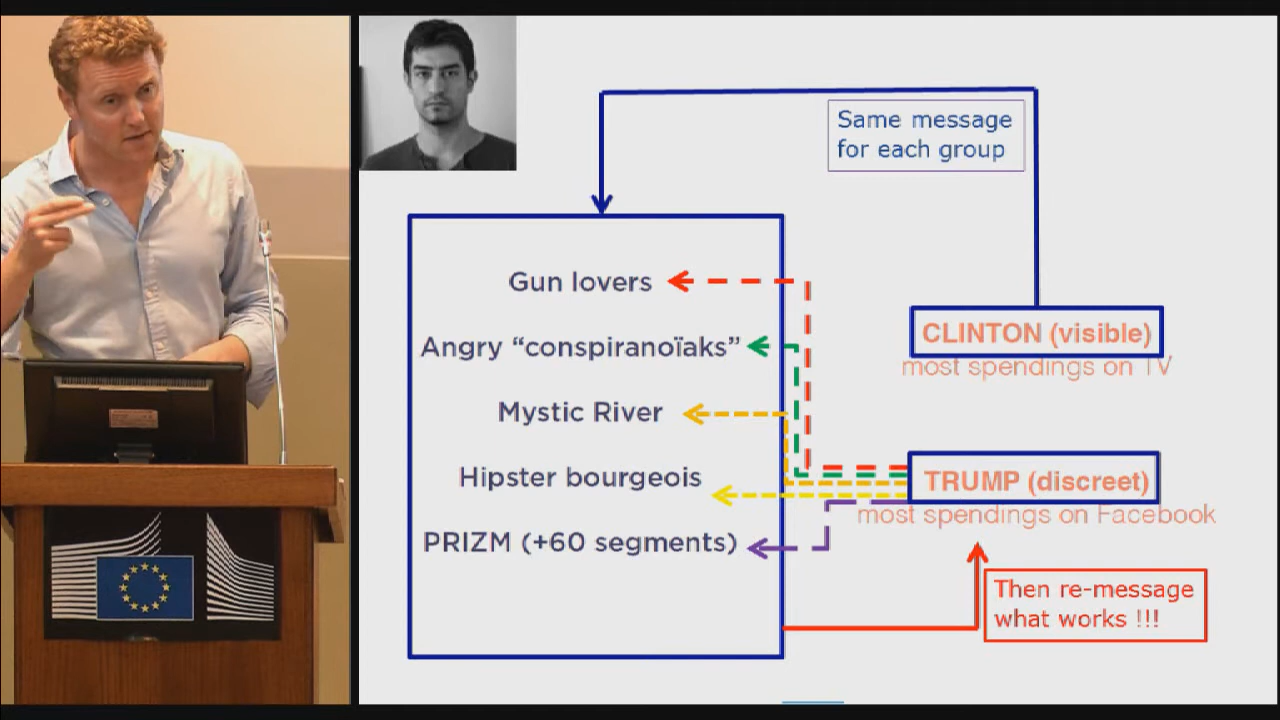 Same message
for each group
Gun lovers
Angry “conspiranoïaks”
Mystic River
Hipster bourgeois
PRIZM (+60 segments)
CLINTON (visible)
most spendings on TV
TRUMP (discreet)
most spendings on Facebook
Then re-message
what works !!!